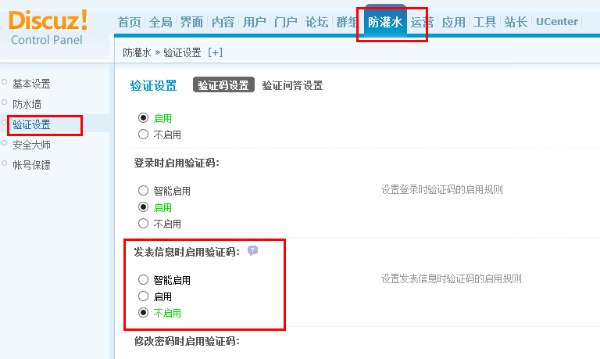 Discuz!
Control Panel
首页 全局 界面 内容 用户 门户 论坛 群组 防灌水 运营 应用 工具 站长 UCenter
防灌水 » 验证设置 [+]
基本设置
防水墙
验证设置
安全大师
帐号保镖
验证设置 验证码设置 验证问答设置
启用
不启用
登录时启用验证码:
智能启用 设置登录时验证码的启用规则
启用
不启用
发表信息时启用验证码:
智能启用 设置发表信息时验证码的启用规则
启用
不启用
修改密码时启用验证码: